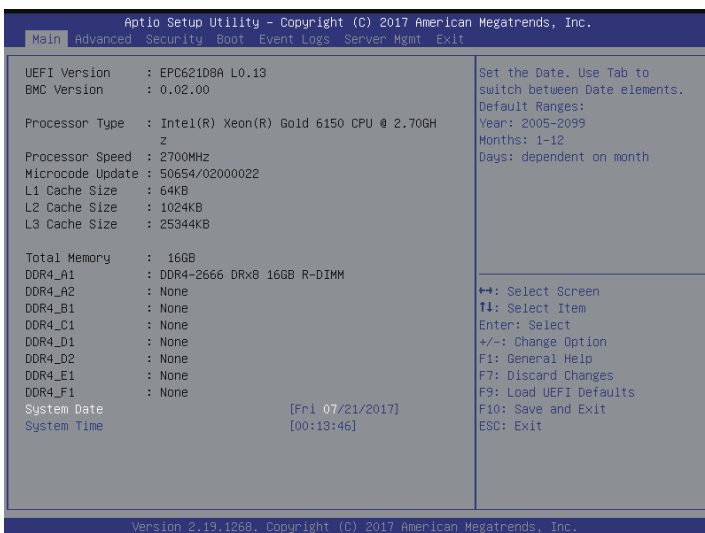 Aptio Setup Utility – Copyright (C) 2017 American Megatrends, Inc.
Main Advanced Security Boot Event Logs Server Mgmt Exit
UEFI Version : EPC621D8A L0.13
BMC Version : 0.02.00
Processor Type : Intel(R) Xeon(R) Gold 6150 CPU @ 2.70GH
z
Processor Speed : 2700MHz
Microcode Update : 50654/02000022
L1 Cache Size : 64KB
L2 Cache Size : 1024KB
L3 Cache Size : 25344KB
Total Memory : 16GB
DDR4_A1 : DDR4-2666 DRx8 16GB R-DIMM
DDR4_A2 : None
DDR4_B1 : None
DDR4_C1 : None
DDR4_D1 : None
DDR4_D2 : None
DDR4_E1 : None
DDR4_F1 : None
System Date [Fri 07/21/2017]
System Time [00:13:46]
Set the Date. Use Tab to
switch between Date elements.
Default Ranges:
Year: 2005-2099
Months: 1-12
Days: dependent on month
↔: Select Screen
↑↓: Select Item
Enter: Select
+/-: Change Option
F1: General Help
F7: Discard Changes
F9: Load UEFI Defaults
F10: Save and Exit
ESC: Exit
Version 2.19.1268. Copyright (C) 2017 American Megatrends, Inc.